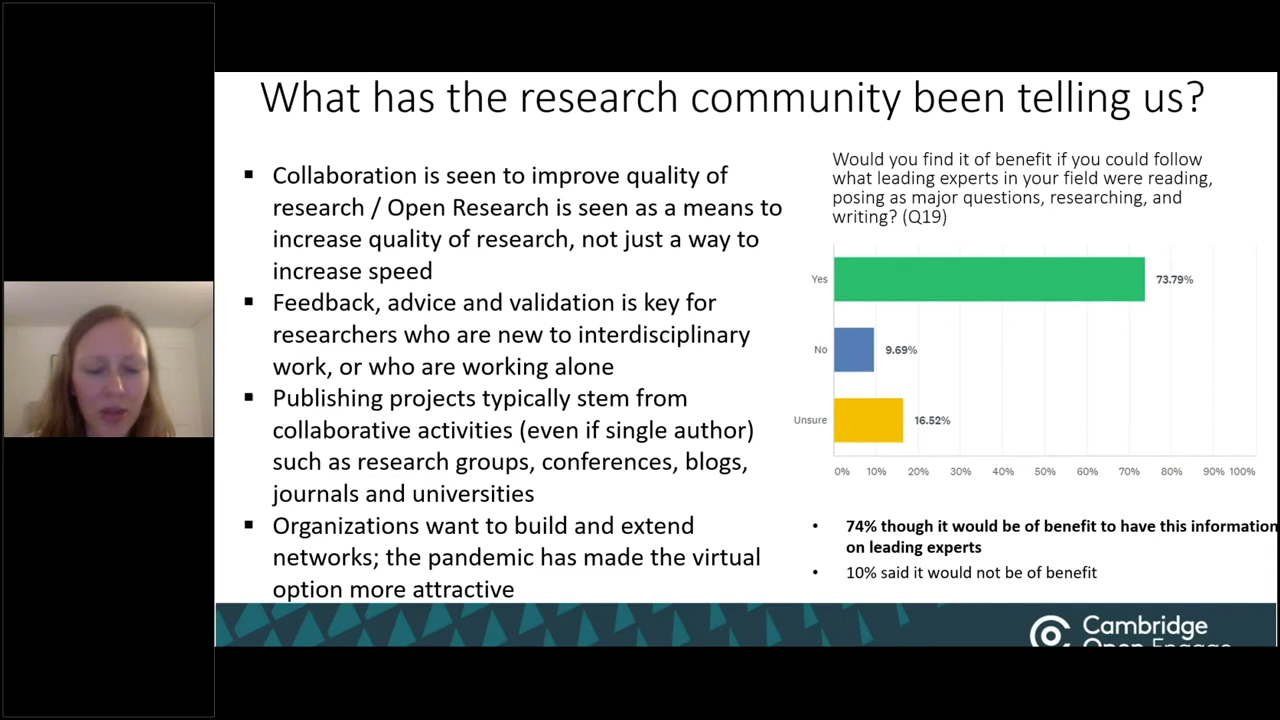 What has the research community been telling us?
▪ Collaboration is seen to improve quality of
research / Open Research is seen as a means to
increase quality of research, not just a way to
increase speed
▪ Feedback, advice and validation is key for
researchers who are new to interdisciplinary
work, or who are working alone
▪ Publishing projects typically stem from
collaborative activities (even if single author)
such as research groups, conferences, blogs,
journals and universities
▪ Organizations want to build and extend
networks; the pandemic has made the virtual
option more attractive
Would you find it of benefit if you could follow
what leading experts in your field were reading,
posing as major questions, researching, and
writing? (Q19)
Yes 73.79%
No 9.69%
Unsure 16.52%
0% 10% 20% 30% 40% 50% 60% 70% 80% 90% 100%
• 74% though it would be of benefit to have this information
on leading experts
• 10% said it would not be of benefit
Cambridge
Open Engage